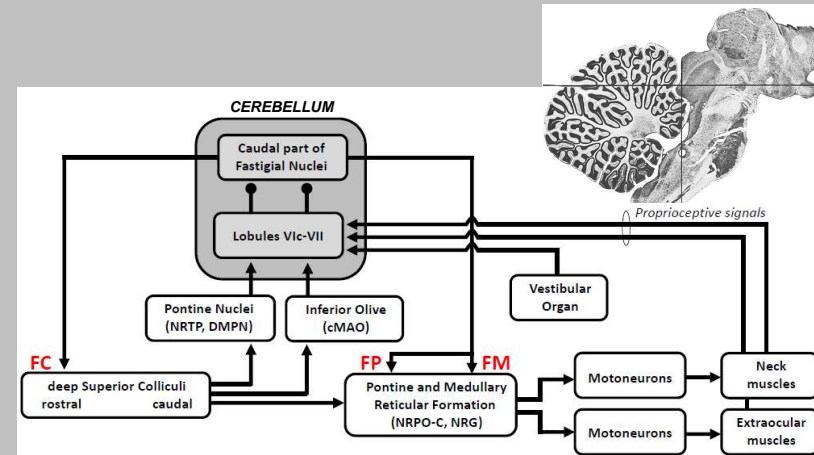 CEREBELLUM
Caudal part of
Fastigial Nuclei
Proprioceptive signals
Lobules VIc-VII
Vestibular
Organ
Pontine Nuclei
(NRTP, DMPN)
Inferior Olive
(cMAO)
FC
FP
FM
deep Superior Colliculi
rostral caudal
Pontine and Medullary
Reticular Formation
(NRPO-C, NRG)
Motoneurons
Neck
muscles
Motoneurons
Extraocular
muscles